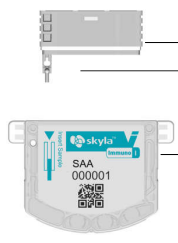 Insert Sample
skyla
Immuno i
SAA
000001